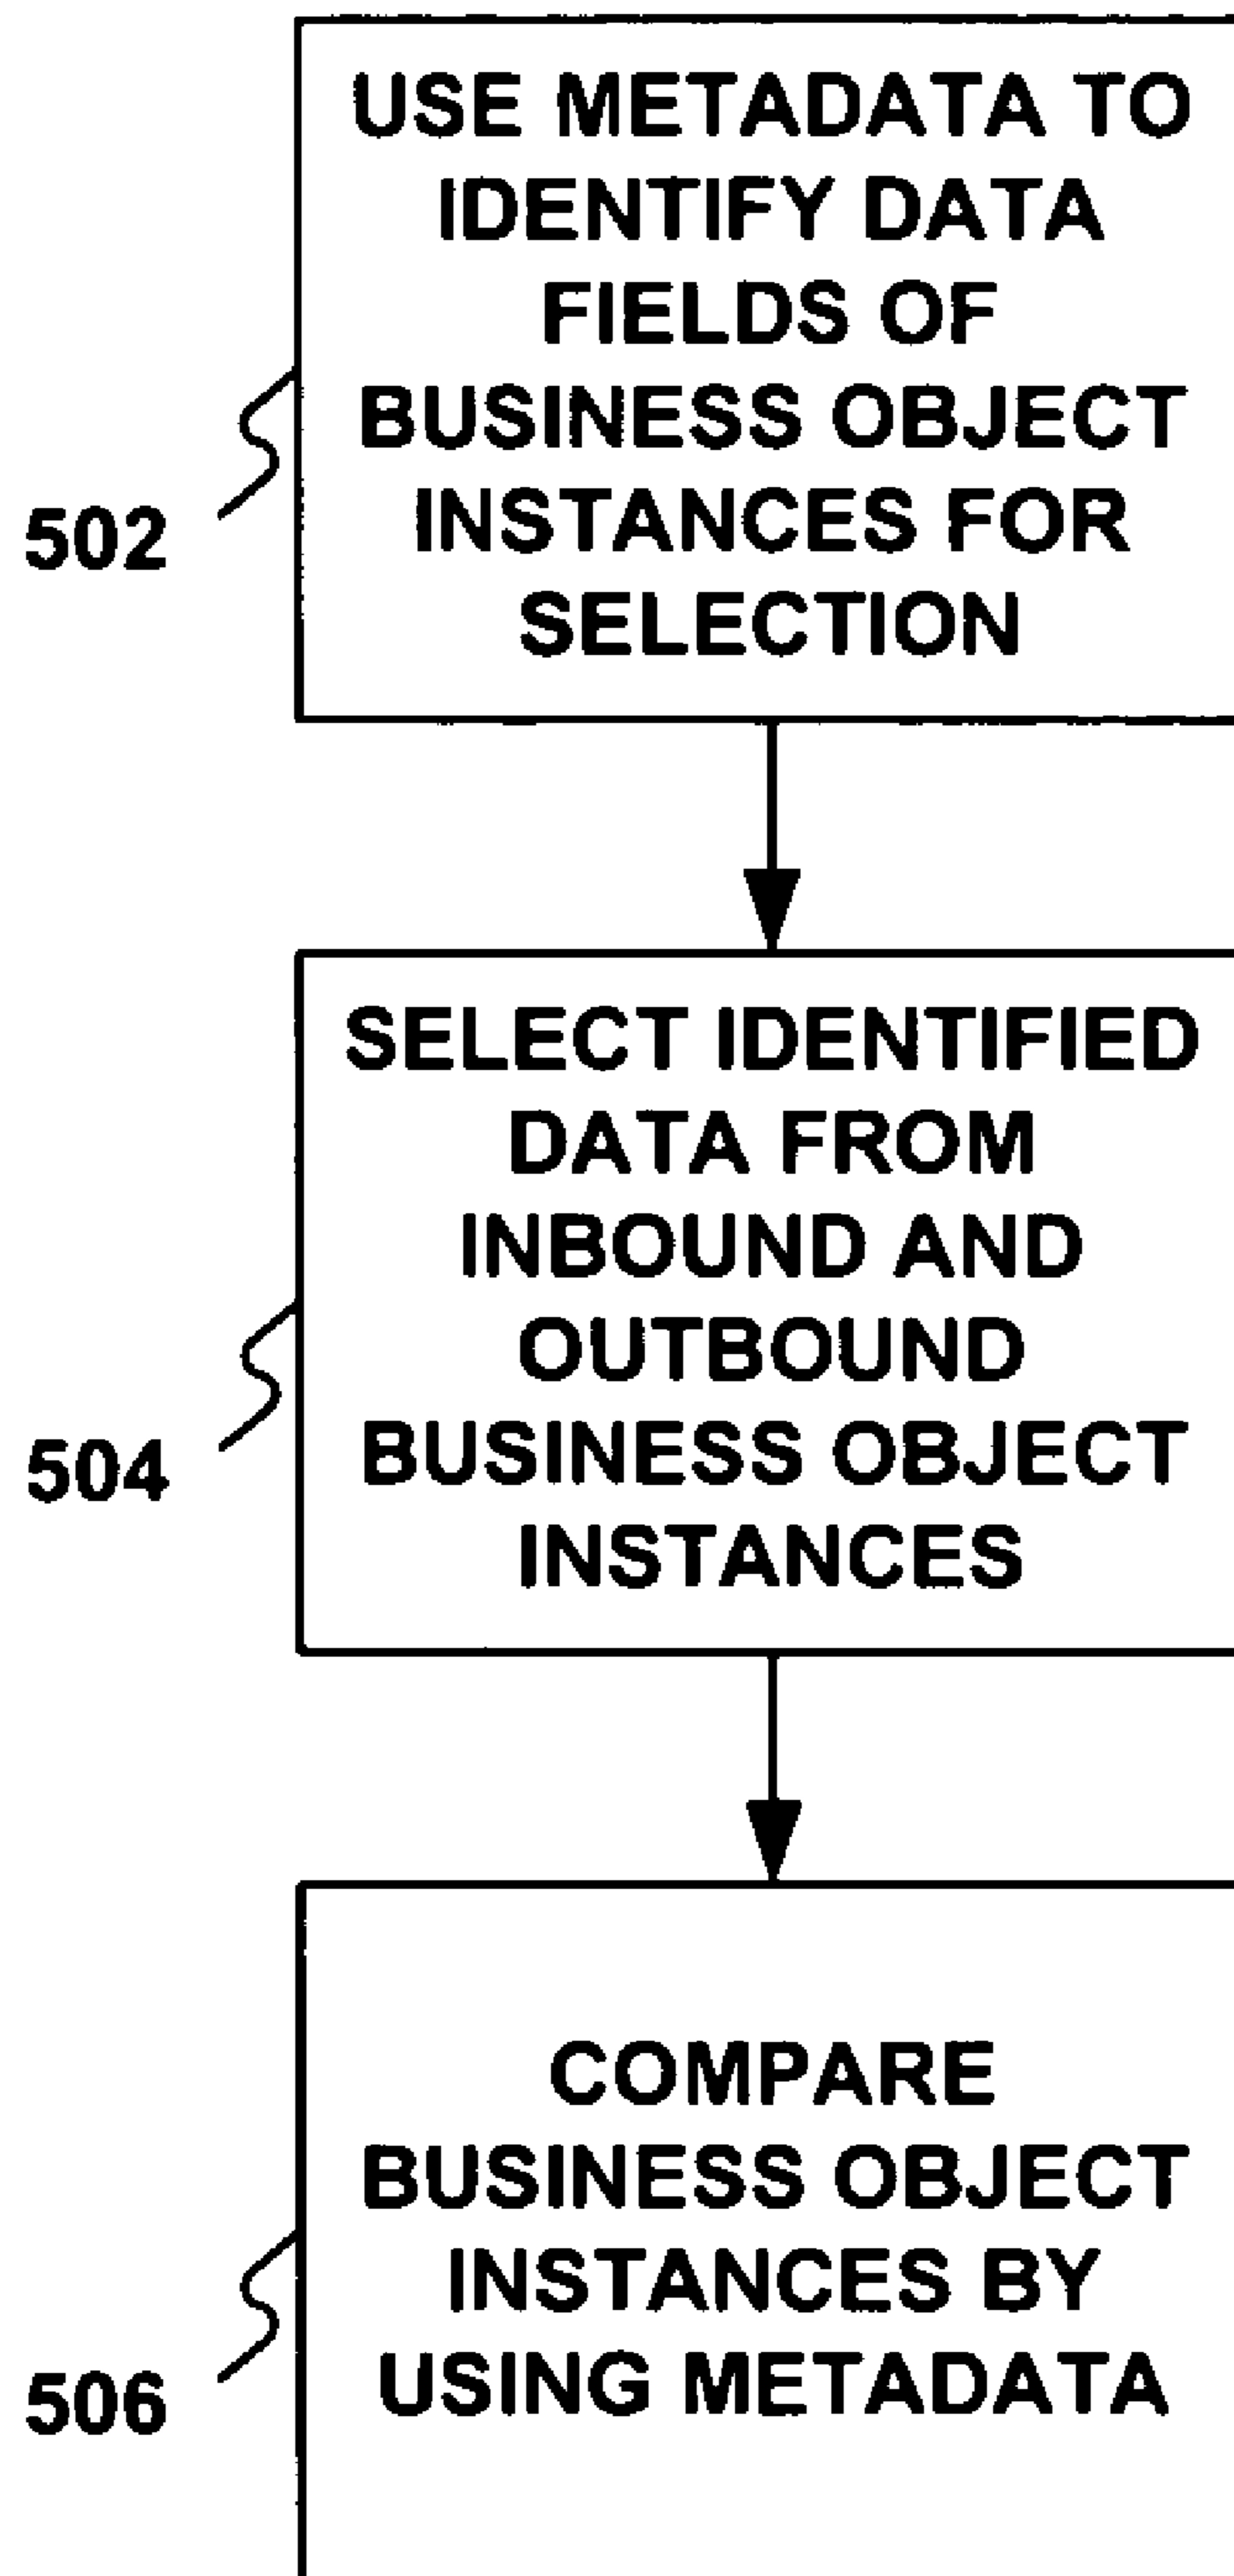 USE METADATA TO
IDENTIFY DATA
FIELDS OF
BUSINESS OBJECT
INSTANCES FOR
SELECTION
502
SELECT IDENTIFIED
DATA FROM
INBOUND AND
OUTBOUND
BUSINESS OBJECT
INSTANCES
504
COMPARE
BUSINESS OBJECT
INSTANCES BY
USING METADATA
506